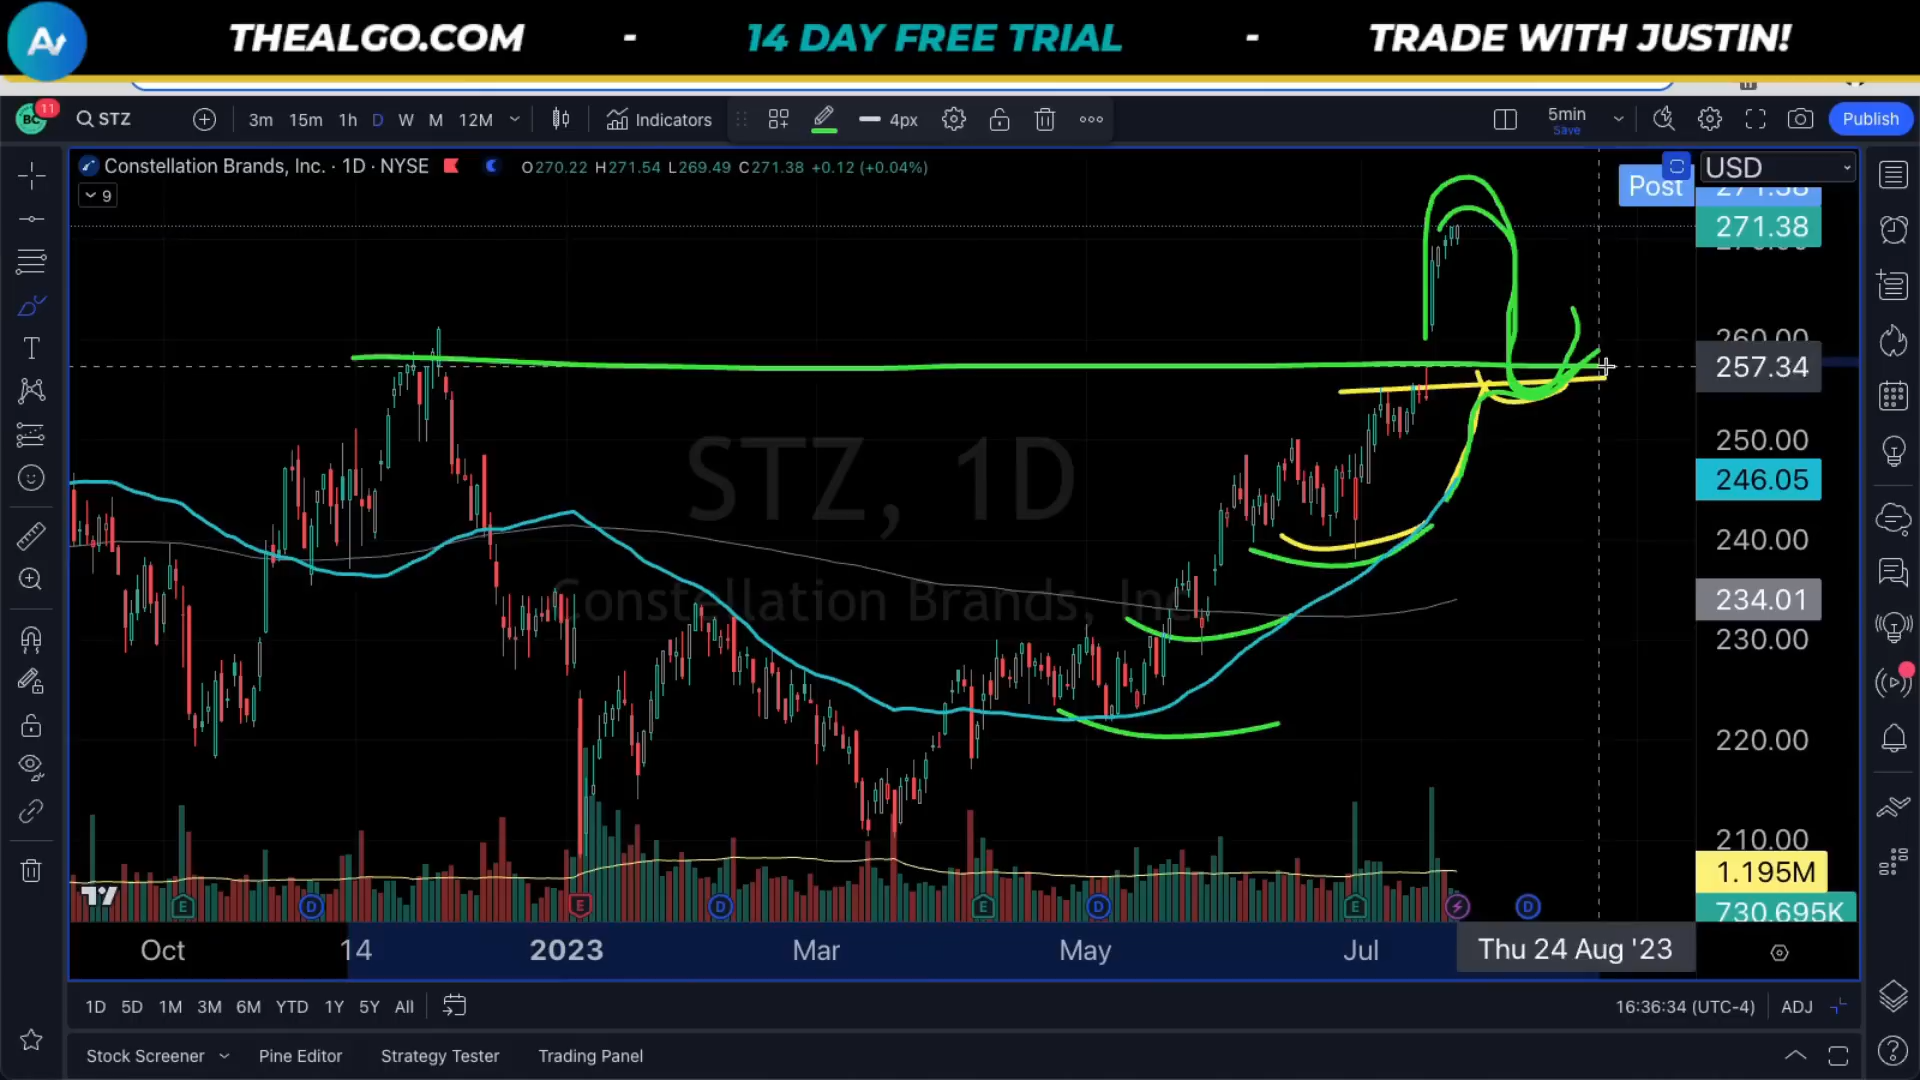 THEALGO.COM - 14 DAY FREE TRIAL - TRADE WITH JUSTIN!
BC 11 STZ 3m 15m 1h D W M 12M Indicators 4px 5min Save Publish
Constellation Brands, Inc. · 1D · NYSE O270.22 H271.54 L269.49 C271.38 +0.12 (+0.04%)
USD
9
Post 271.38
271.38
260.00
257.34
250.00
STZ, 1D
246.05
240.00
Constellation Brands, Inc
234.01
230.00
220.00
210.00
1.195M
730.695K
E D E D E D E D
Oct 14 2023 Mar May Jul Thu 24 Aug '23
1D 5D 1M 3M 6M YTD 1Y 5Y All 16:36:34 (UTC-4) ADJ
Stock Screener Pine Editor Strategy Tester Trading Panel